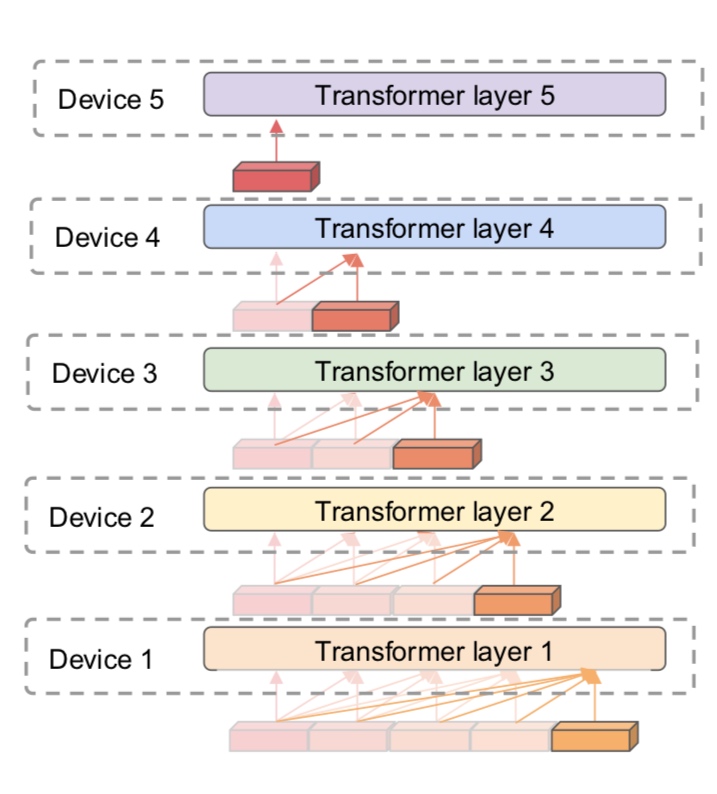 Device 5 Transformer layer 5
Device 4 Transformer layer 4
Device 3 Transformer layer 3
Device 2 Transformer layer 2
Device 1 Transformer layer 1